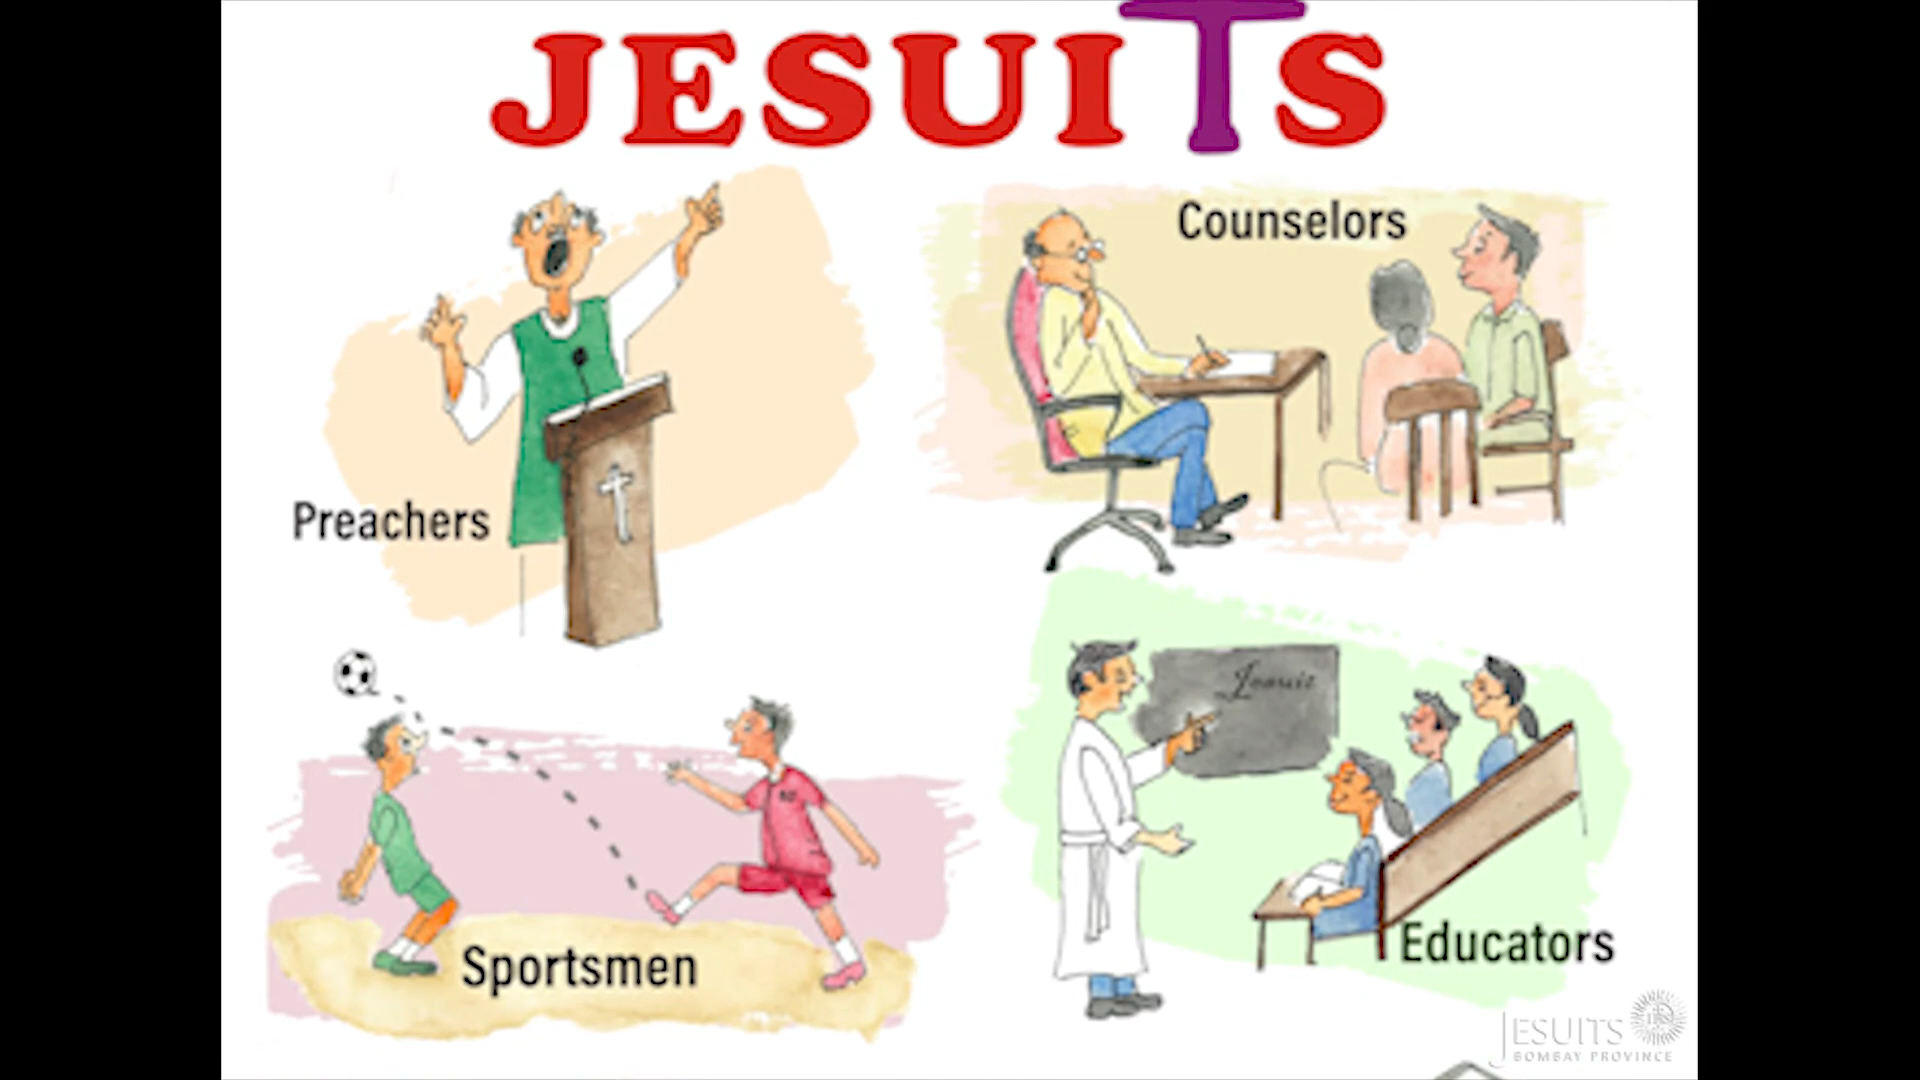 JESUITS
Counselors
Preachers
Jesuit
Sportsmen
Educators
JESUITS
BOMBAY PROVINCE